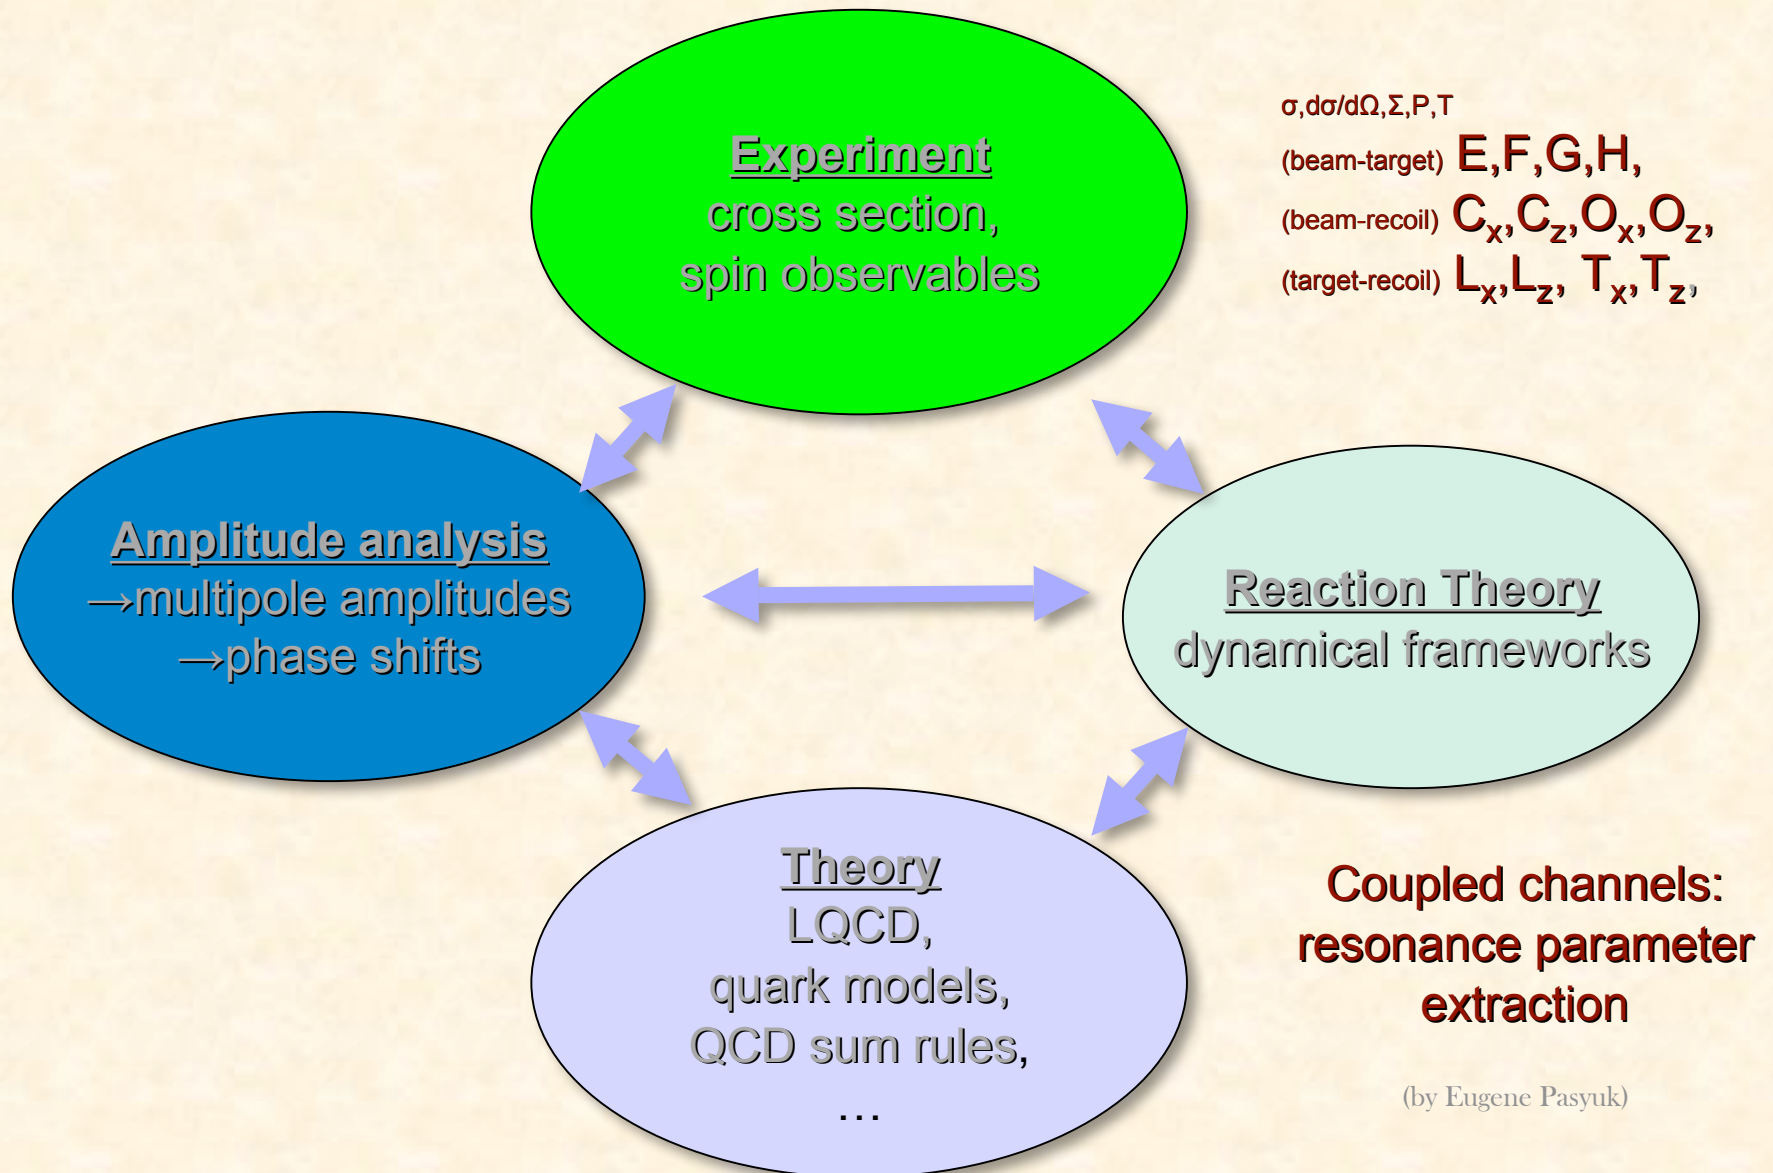 Experiment
cross section,
spin observables
σ,dσ/dΩ,Σ,P,T
(beam-target) E,F,G,H,
(beam-recoil) Cx,Cz,Ox,Oz,
(target-recoil) Lx,Lz, Tx,Tz,
Amplitude analysis
→multipole amplitudes
→phase shifts
Reaction Theory
dynamical frameworks
Theory
LQCD,
quark models,
QCD sum rules,
…
Coupled channels:
resonance parameter
extraction
(by Eugene Pasyuk)